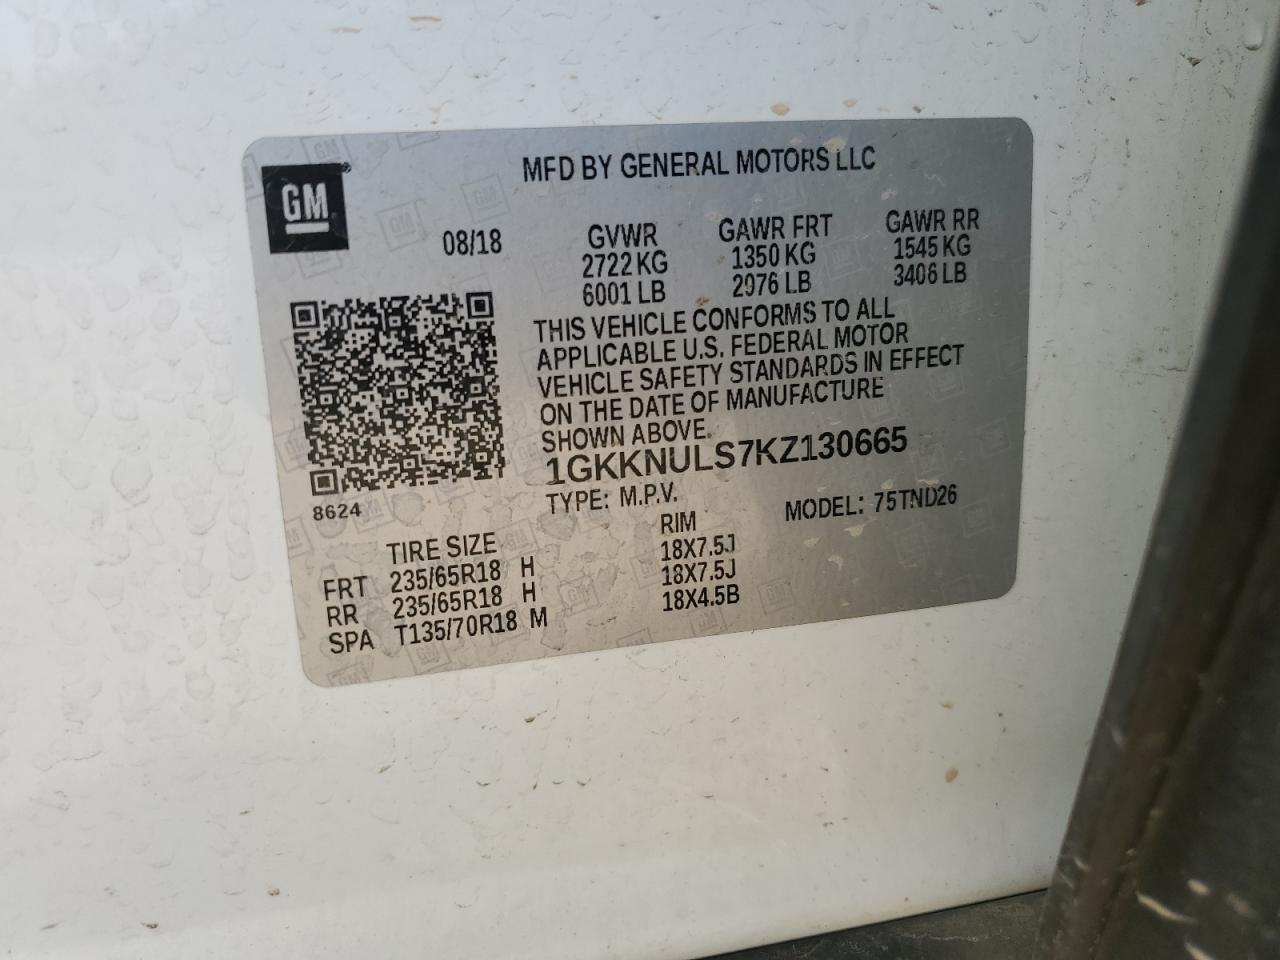 MFD BY GENERAL MOTORS LLC
GM
08/18
GVWR GAWR FRT GAWR RR
2722 KG 1350 KG 1545 KG
6001 LB 2976 LB 3406 LB
THIS VEHICLE CONFORMS TO ALL
APPLICABLE U.S. FEDERAL MOTOR
VEHICLE SAFETY STANDARDS IN EFFECT
ON THE DATE OF MANUFACTURE
SHOWN ABOVE.
1GKKNULS7KZ130665
8624
TYPE: M.P.V. MODEL: 75TND26
TIRE SIZE RIM
FRT 235/65R18 H 18X7.5J
RR 235/65R18 H 18X7.5J
SPA T135/70R18 M 18X4.5B